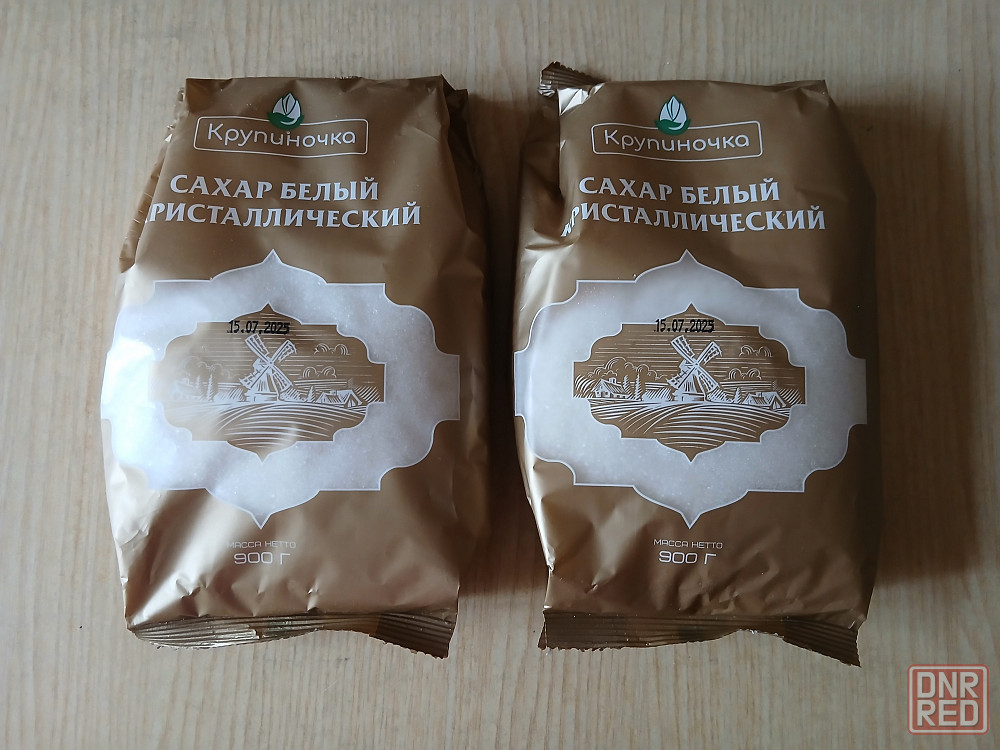 Крупиночка
САХАР БЕЛЫЙ
РИСТАЛЛИЧЕСКИЙ
15.07.2025
МАССА НЕТТО
900 Г
Крупиночка
САХАР БЕЛЫЙ
КРИСТАЛЛИЧЕСКИЙ
15.07.2025
МАССА НЕТТО
900 Г
DNR
RED